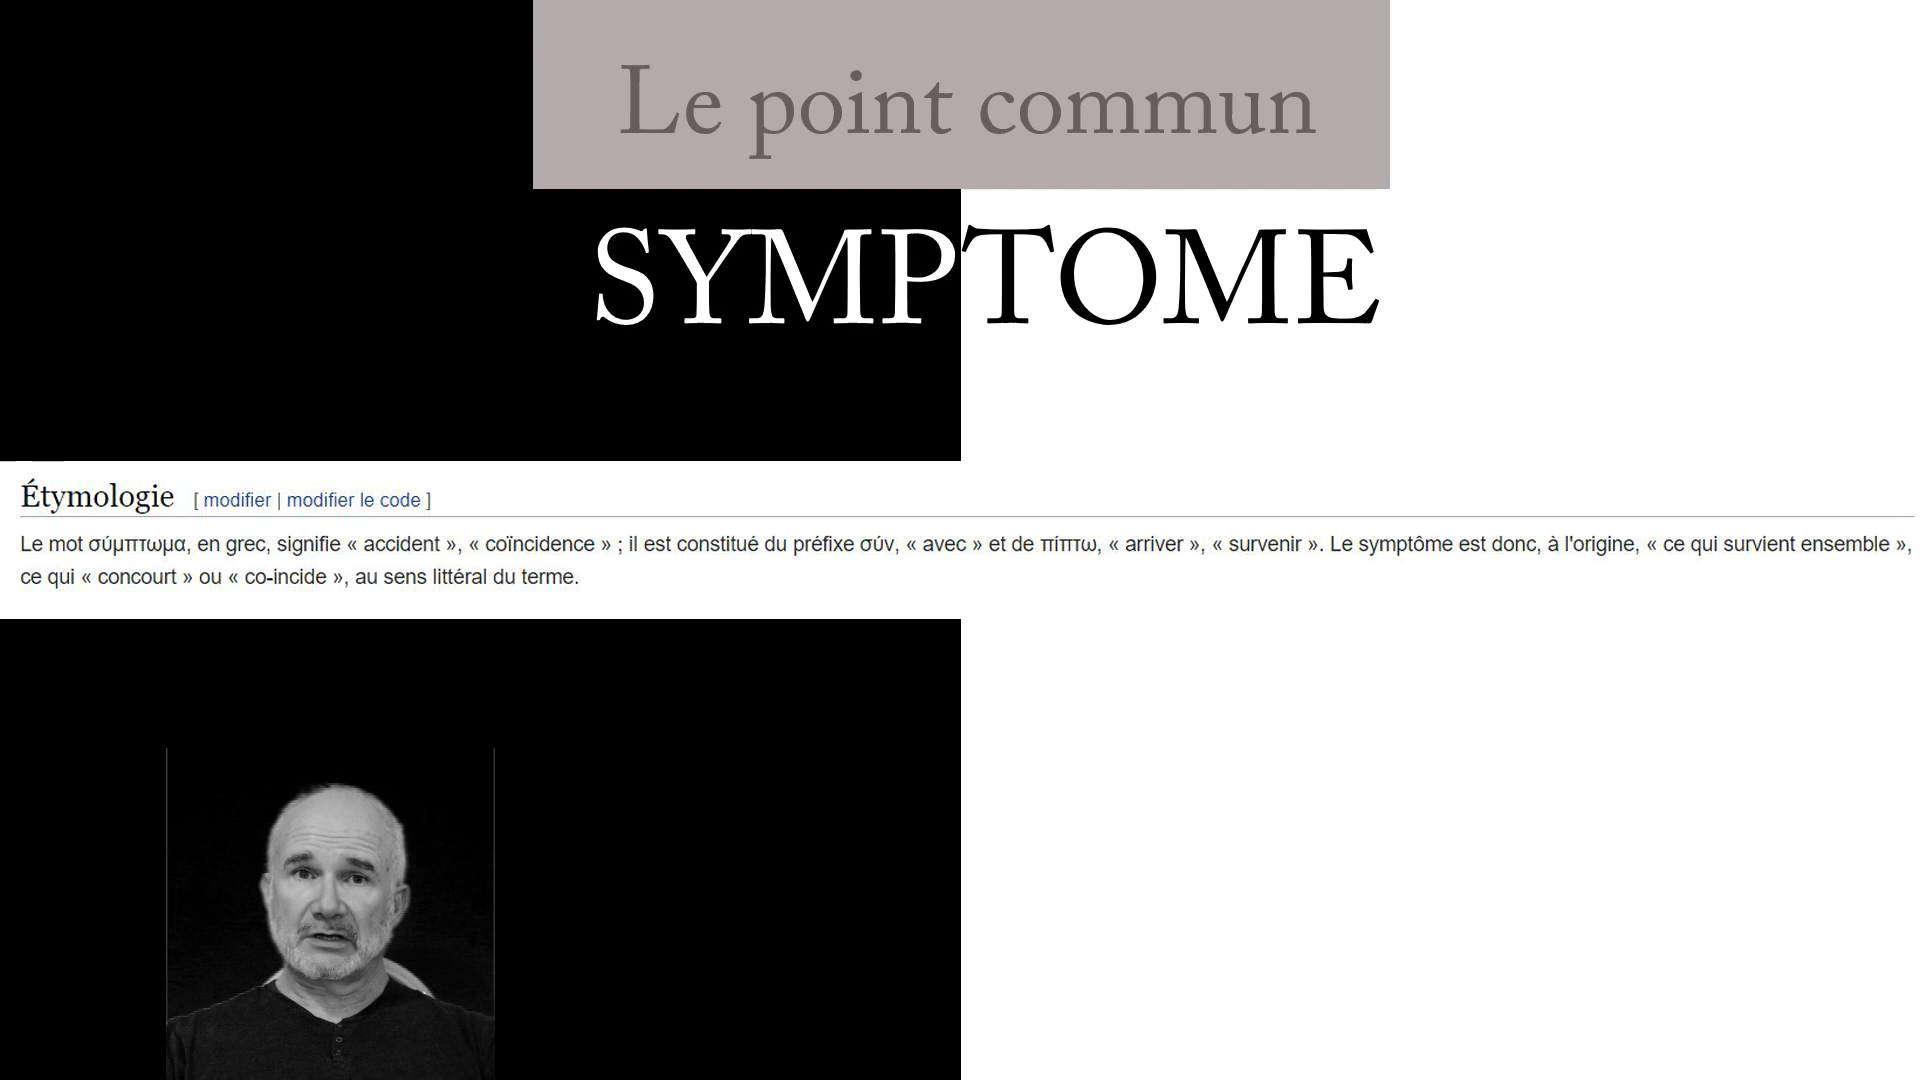 Le point commun
SYMPTOME
Étymologie [ modifier | modifier le code ]
Le mot σύμπτωμα, en grec, signifie « accident », « coïncidence » ; il est constitué du préfixe σύν, « avec » et de πίπτω, « arriver », « survenir ». Le symptôme est donc, à l'origine, « ce qui survient ensemble »,
ce qui « concourt » ou « co-incide », au sens littéral du terme.